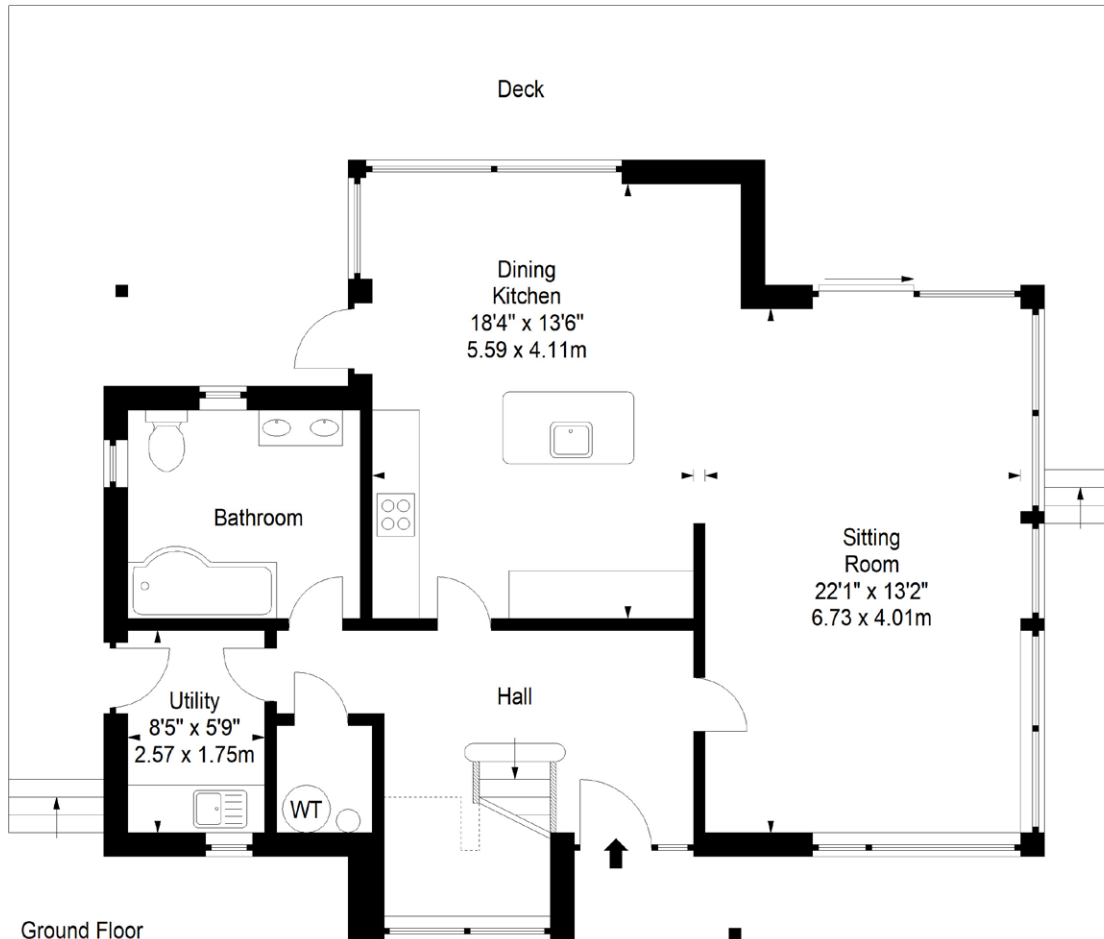 Deck
Dining
Kitchen
18'4" x 13'6"
5.59 x 4.11m
Bathroom
Sitting
Room
22'1" x 13'2"
6.73 x 4.01m
Utility
8'5" x 5'9"
2.57 x 1.75m
Hall
WT
Ground Floor